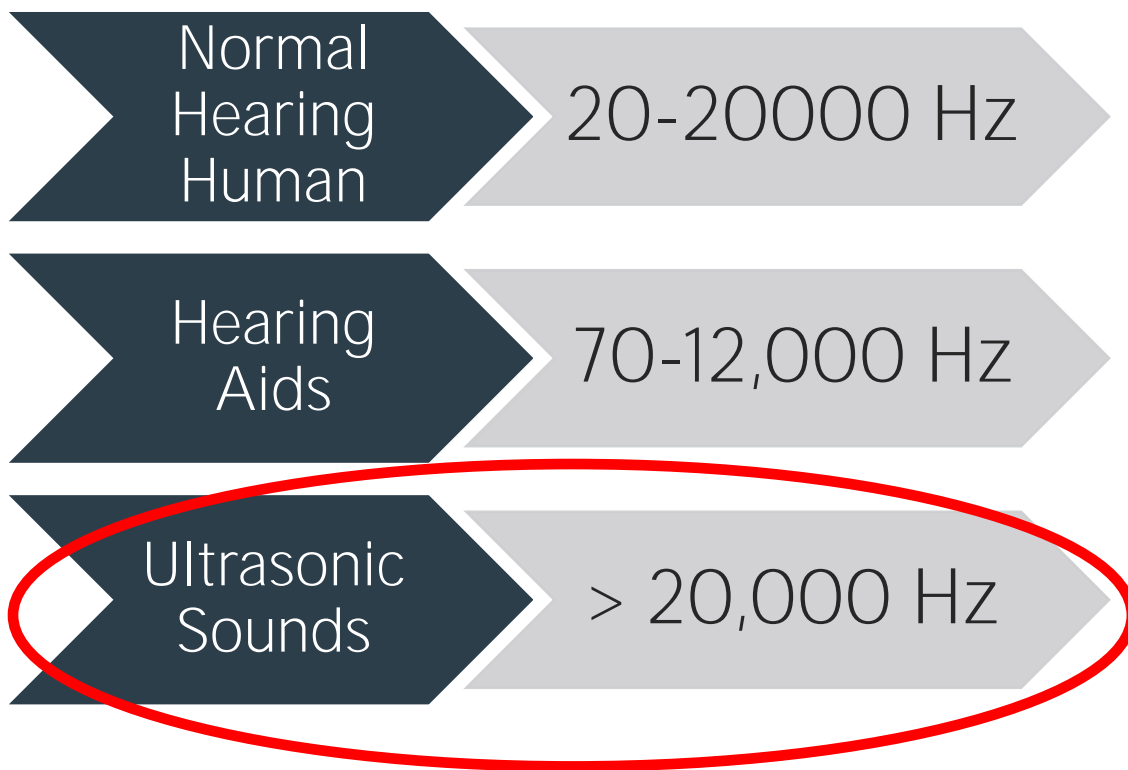 Normal
Hearing
Human
20-20000 Hz
Hearing
Aids
70-12,000 Hz
Ultrasonic
Sounds
> 20,000 Hz